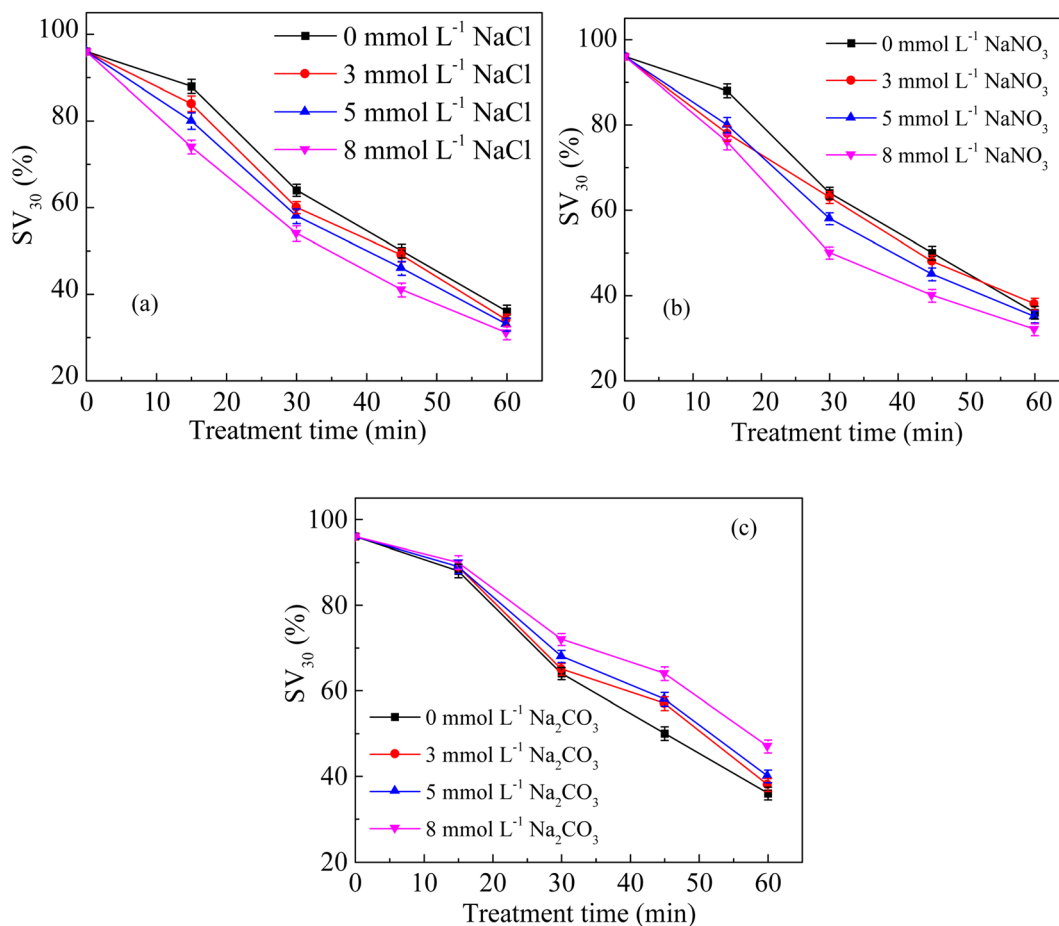 100
80
60
40
20
SV30 (%)
0 mmol L-1 NaCl
3 mmol L-1 NaCl
5 mmol L-1 NaCl
8 mmol L-1 NaCl
(a)
0 10 20 30 40 50 60
Treatment time (min)
100
80
60
40
20
SV30 (%)
0 mmol L-1 NaNO3
3 mmol L-1 NaNO3
5 mmol L-1 NaNO3
8 mmol L-1 NaNO3
(b)
0 10 20 30 40 50 60
Treatment time (min)
100
80
60
40
20
SV30 (%)
(c)
0 mmol L-1 Na2CO3
3 mmol L-1 Na2CO3
5 mmol L-1 Na2CO3
8 mmol L-1 Na2CO3
0 10 20 30 40 50 60
Treatment time (min)